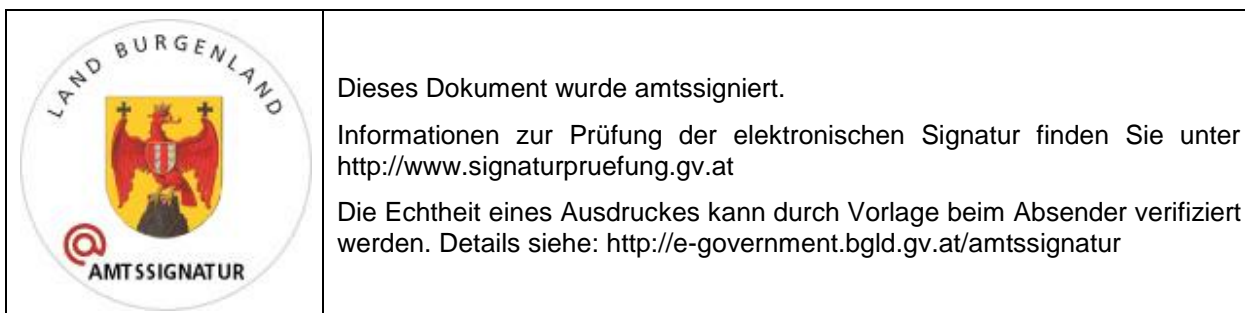 LAND BURGENLAND
@
AMTSSIGNATUR
Dieses Dokument wurde amtssigniert.
Informationen zur Prüfung der elektronischen Signatur finden Sie unter
http://www.signaturpruefung.gv.at
Die Echtheit eines Ausdruckes kann durch Vorlage beim Absender verifiziert
werden. Details siehe: http://e-government.bgld.gv.at/amtssignatur